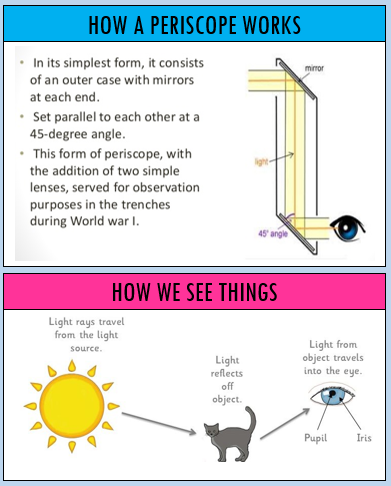 HOW A PERISCOPE WORKS
• In its simplest form, it consists
of an outer case with mirrors
at each end.
• Set parallel to each other at a
45-degree angle.
• This form of periscope, with
the addition of two simple
lenses, served for observation
purposes in the trenches
during World war I.
mirror
light
45° angle
HOW WE SEE THINGS
Light rays travel
from the light
source.
Light
reflects
off
object.
Light from
object travels
into the eye.
Pupil Iris